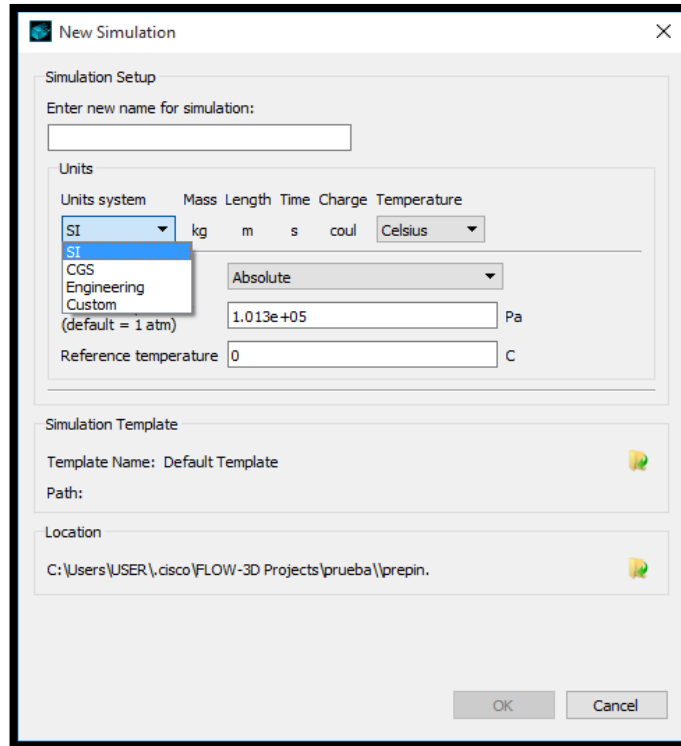 New Simulation
Simulation Setup
Enter new name for simulation:
Units
Units system Mass Length Time Charge Temperature
SI kg m s coul Celsius
SI
CGS
Engineering
Custom
Absolute
(default = 1 atm) 1.013e+05 Pa
Reference temperature 0 C
Simulation Template
Template Name: Default Template
Path:
Location
C:\Users\USER\.cisco\FLOW-3D Projects\prueba\\prepin.
OK Cancel